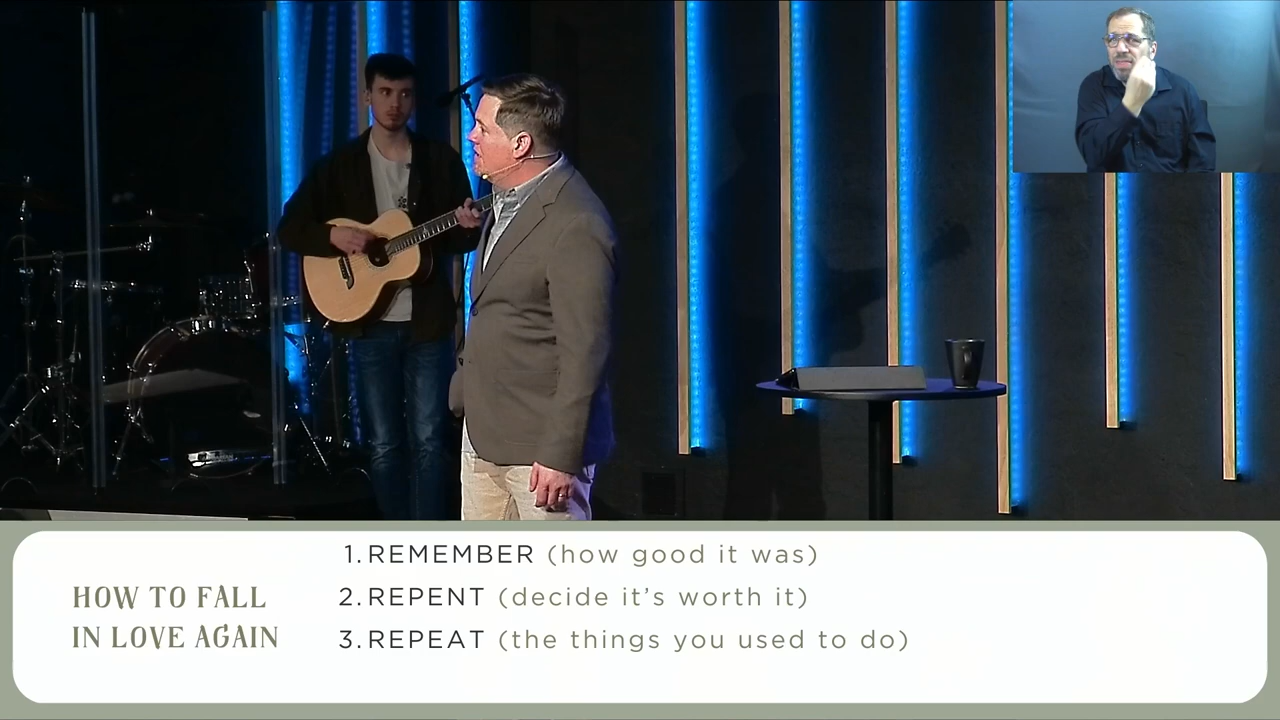 HOW TO FALL
IN LOVE AGAIN
1. REMEMBER (how good it was)
2. REPENT (decide it's worth it)
3. REPEAT (the things you used to do)